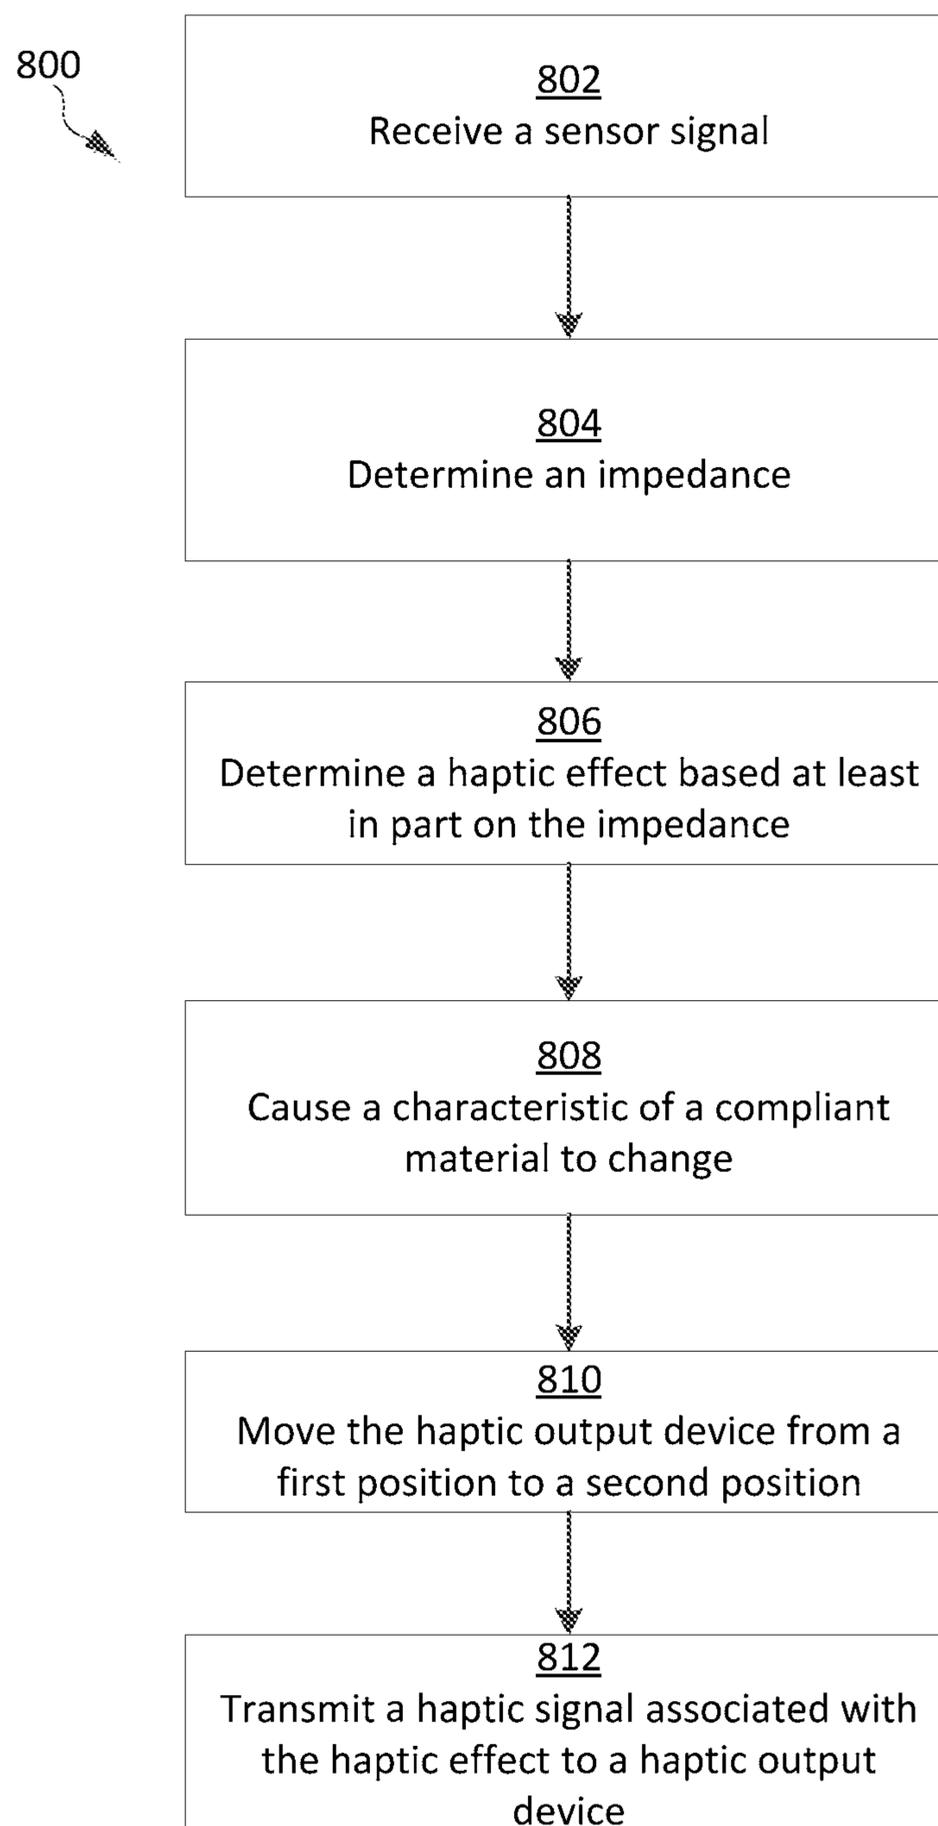 800
802
Receive a sensor signal
804
Determine an impedance
806
Determine a haptic effect based at least
in part on the impedance
808
Cause a characteristic of a compliant
material to change
810
Move the haptic output device from a
first position to a second position
812
Transmit a haptic signal associated with
the haptic effect to a haptic output
device